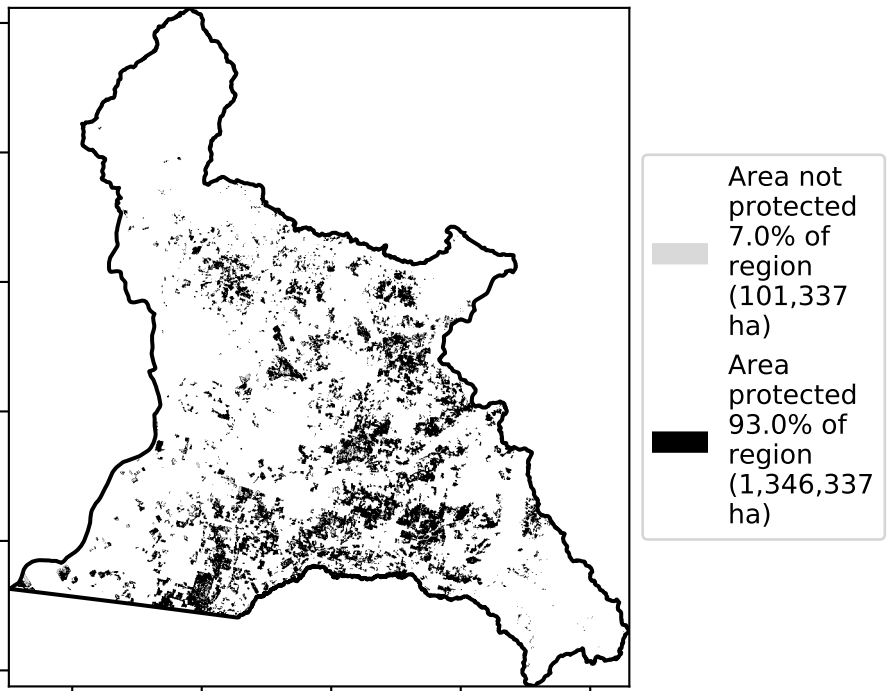 Area not
protected
7.0% of
region
(101,337
ha)
Area
protected
93.0% of
region
(1,346,337
ha)